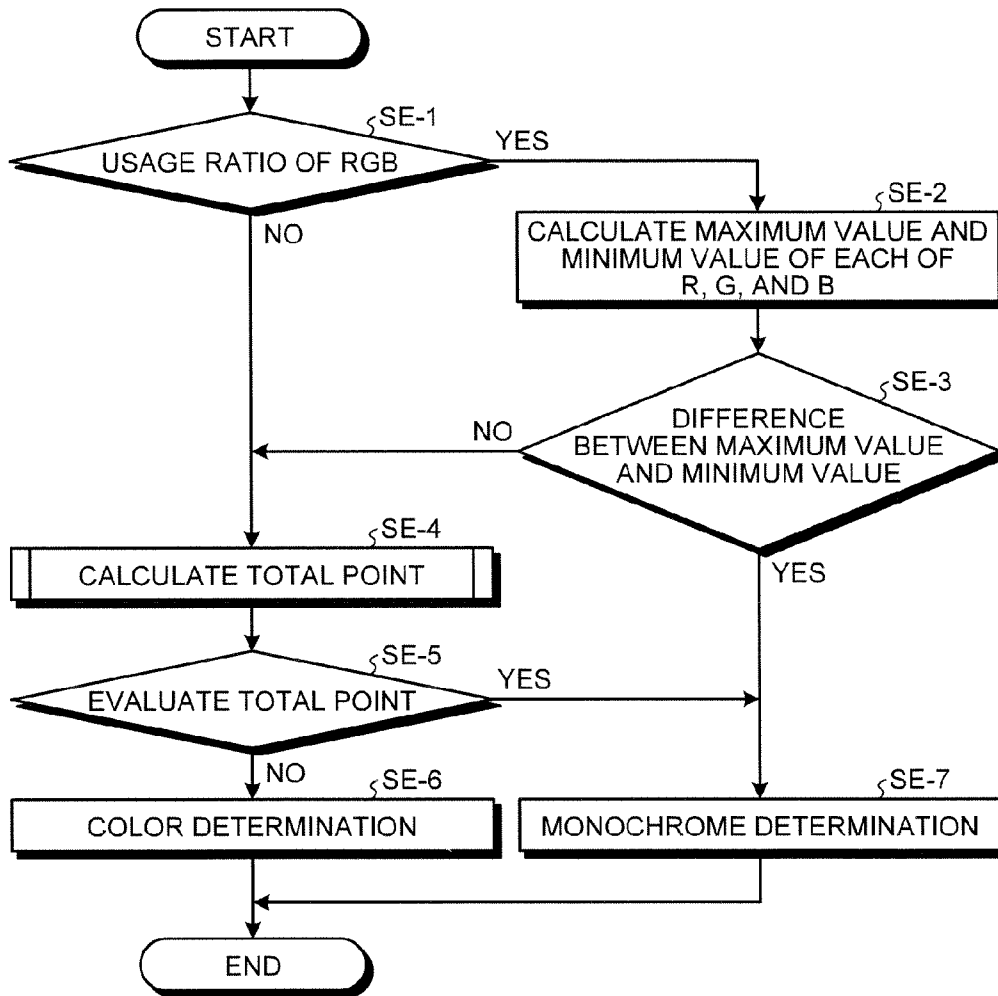 START
SE-1
USAGE RATIO OF RGB
YES
NO
SE-2
CALCULATE MAXIMUM VALUE AND
MINIMUM VALUE OF EACH OF
R, G, AND B
SE-3
DIFFERENCE
BETWEEN MAXIMUM VALUE
AND MINIMUM VALUE
NO
YES
SE-4
CALCULATE TOTAL POINT
SE-5
EVALUATE TOTAL POINT
YES
NO
SE-6
COLOR DETERMINATION
SE-7
MONOCHROME DETERMINATION
END